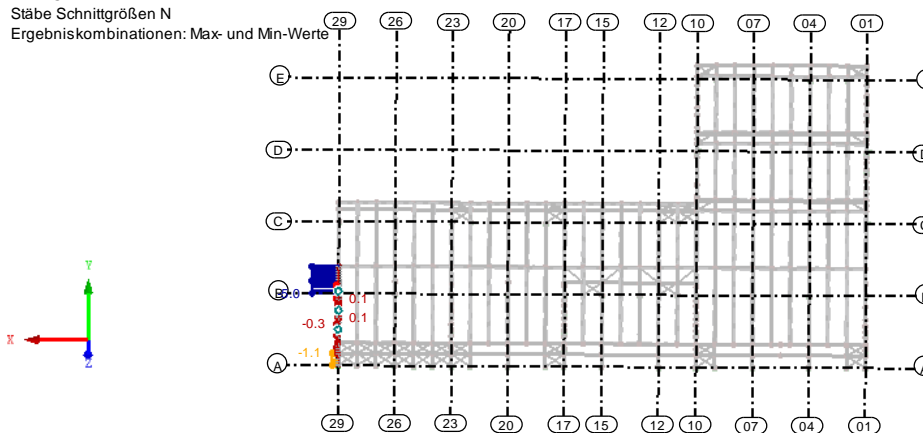 Stäbe Schnittgrößen N
Ergebniskombinationen: Max- und Min-Werte
29 26 23 20 17 15 12 10 07 04 01
E
D D
C
Y
B
0.1
-0.3 0.1
X
-1.1
Z
A
29 26 23 20 17 15 12 10 07 04 01